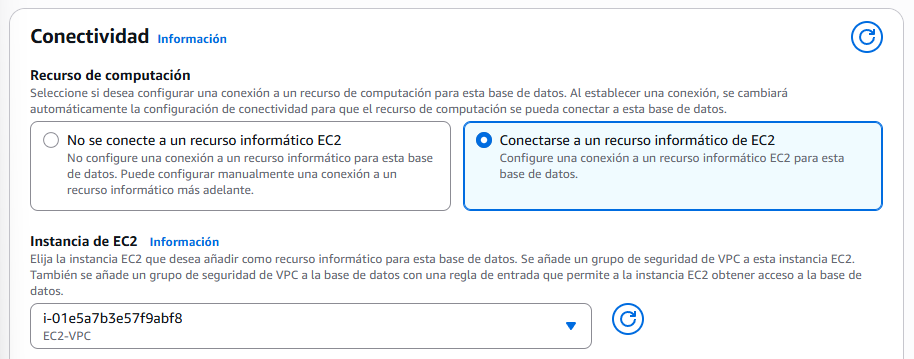 Conectividad Información
Recurso de computación
Seleccione si desea configurar una conexión a un recurso de computación para esta base de datos. Al establecer una conexión, se cambiará
automáticamente la configuración de conectividad para que el recurso de computación se pueda conectar a esta base de datos.
No se conecte a un recurso informático EC2
No configure una conexión a un recurso informático para esta base
de datos. Puede configurar manualmente una conexión a un
recurso informático más adelante.
Conectarse a un recurso informático de EC2
Configure una conexión a un recurso informático EC2 para esta
base de datos.
Instancia de EC2 Información
Elija la instancia EC2 que desea añadir como recurso informático para esta base de datos. Se añade un grupo de seguridad de VPC a esta instancia EC2.
También se añade un grupo de seguridad de VPC a la base de datos con una regla de entrada que permite a la instancia EC2 obtener acceso a la base de
datos.
i-01e5a7b3e57f9abf8
EC2-VPC